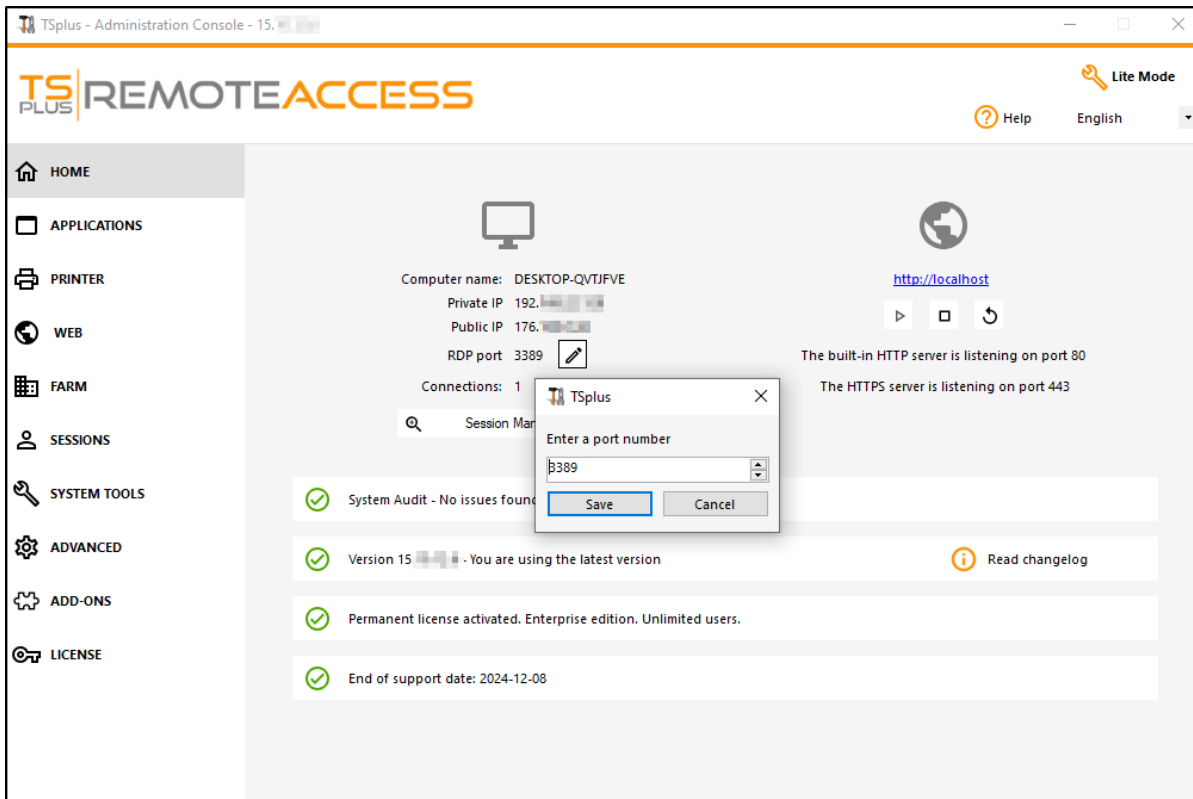 TSplus - Administration Console - 15.
TS PLUS REMOTEACCESS
Lite Mode
Help
English
HOME
APPLICATIONS
PRINTER
WEB
FARM
SESSIONS
SYSTEM TOOLS
ADVANCED
ADD-ONS
LICENSE
Computer name: DESKTOP-QVTJFVE
Private IP 192.
Public IP 176.
RDP port 3389
Connections: 1
Session Man
http://localhost
The built-in HTTP server is listening on port 80
The HTTPS server is listening on port 443
TSplus
Enter a port number
3389
Save
Cancel
System Audit - No issues found
Version 15 - You are using the latest version
Read changelog
Permanent license activated. Enterprise edition. Unlimited users.
End of support date: 2024-12-08